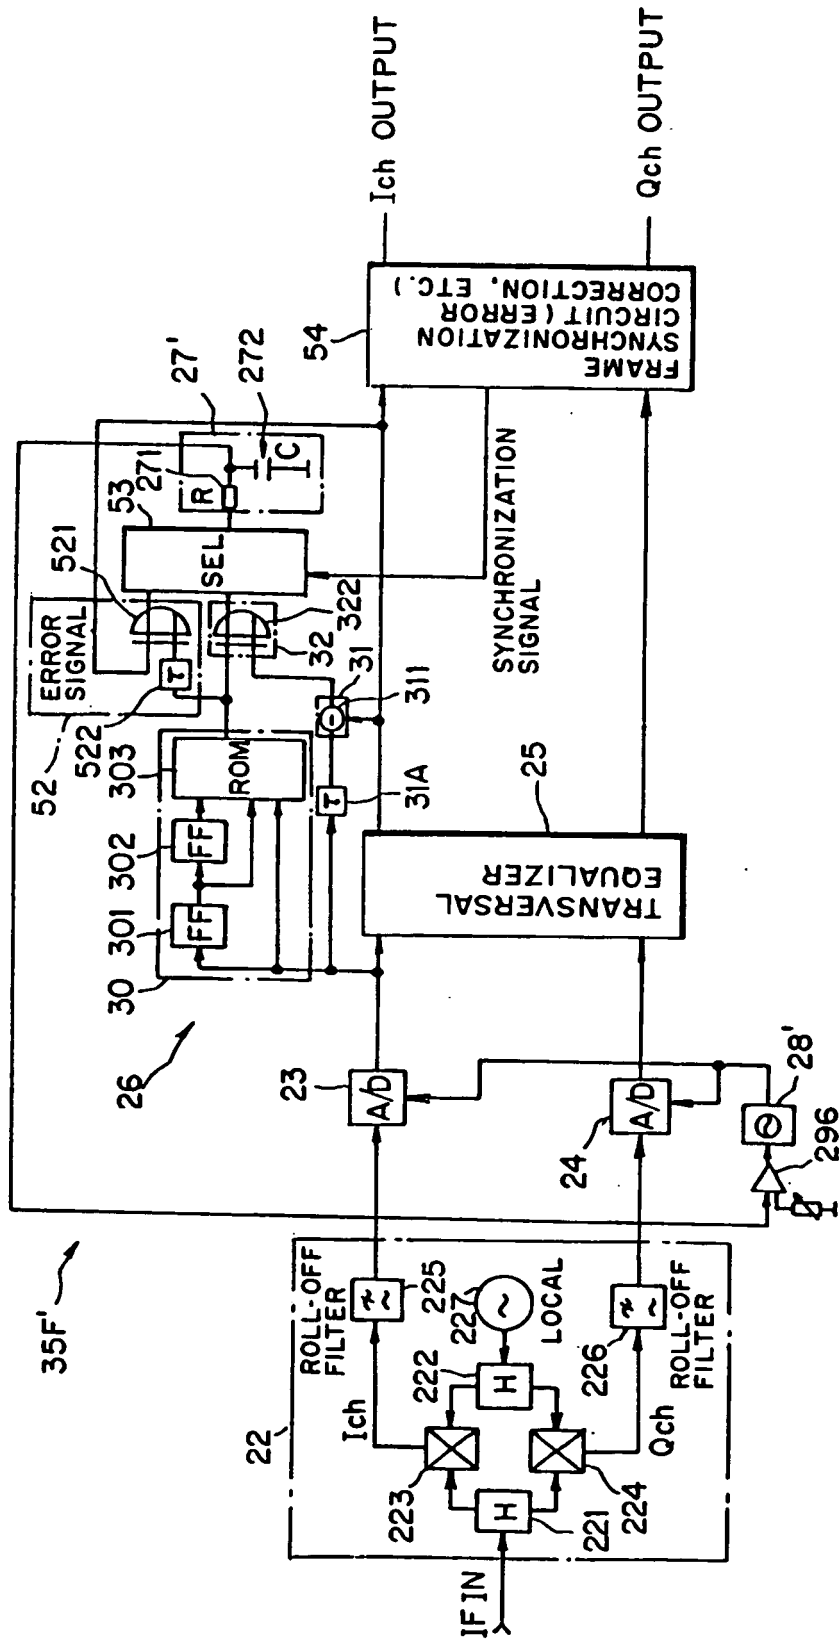 35F'
26
22
IF IN
H
221
223
224
Ich
Qch
222
H
227
LOCAL
ROLL-OFF
FILTER
225
226
ROLL-OFF
FILTER
23
A/D
24
A/D
28'
296
30
301
FF
302
FF
303
ROM
52
522
ERROR
SIGNAL
τ
521
53
SEL
271
R
27'
272
C
32
322
31
311
31A
τ
25
TRANSVERSAL
EQUALIZER
SYNCHRONIZATION
SIGNAL
54
FRAME
SYNCHRONIZATION
CIRCUIT (ERROR
CORRECTION, ETC.)
Ich OUTPUT
Qch OUTPUT